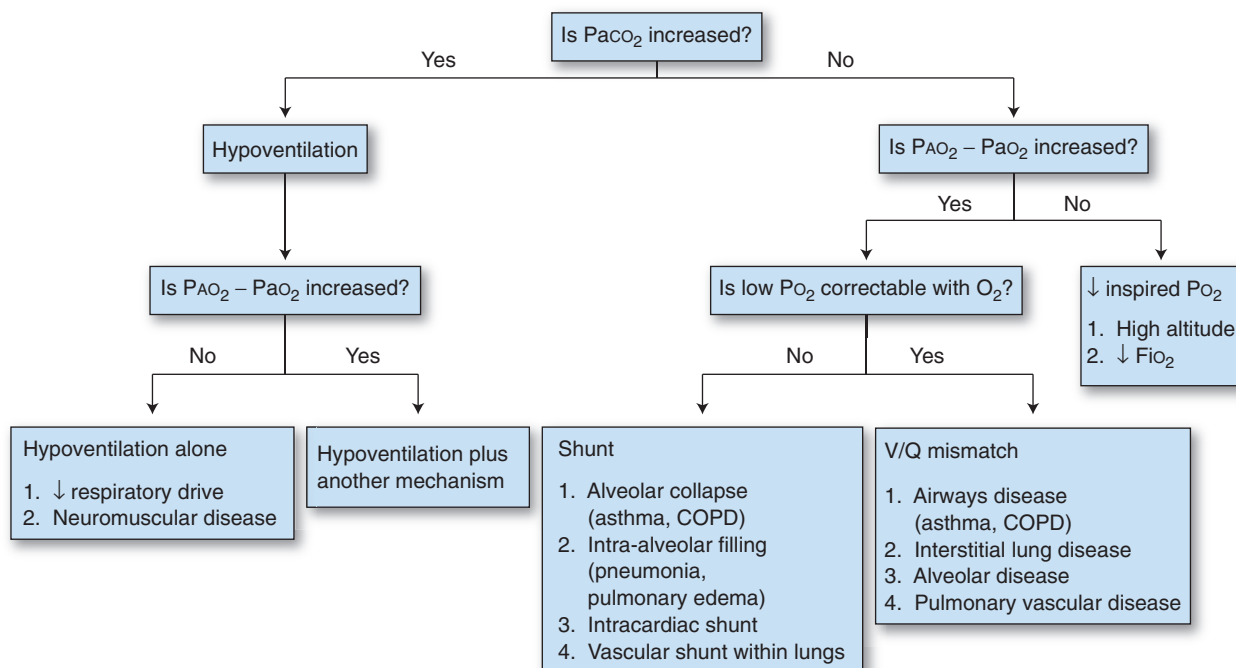 Is PaCO2 increased?
Yes
No
Hypoventilation
Is PAO2 – PaO2 increased?
Yes
No
Is PAO2 – PaO2 increased?
Is low PO2 correctable with O2?
↓ inspired PO2
1. High altitude
2. ↓ FiO2
No
Yes
No
Yes
Hypoventilation alone
1. ↓ respiratory drive
2. Neuromuscular disease
Hypoventilation plus
another mechanism
Shunt
1. Alveolar collapse
(asthma, COPD)
2. Intra-alveolar filling
(pneumonia,
pulmonary edema)
3. Intracardiac shunt
4. Vascular shunt within lungs
V/Q mismatch
1. Airways disease
(asthma, COPD)
2. Interstitial lung disease
3. Alveolar disease
4. Pulmonary vascular disease